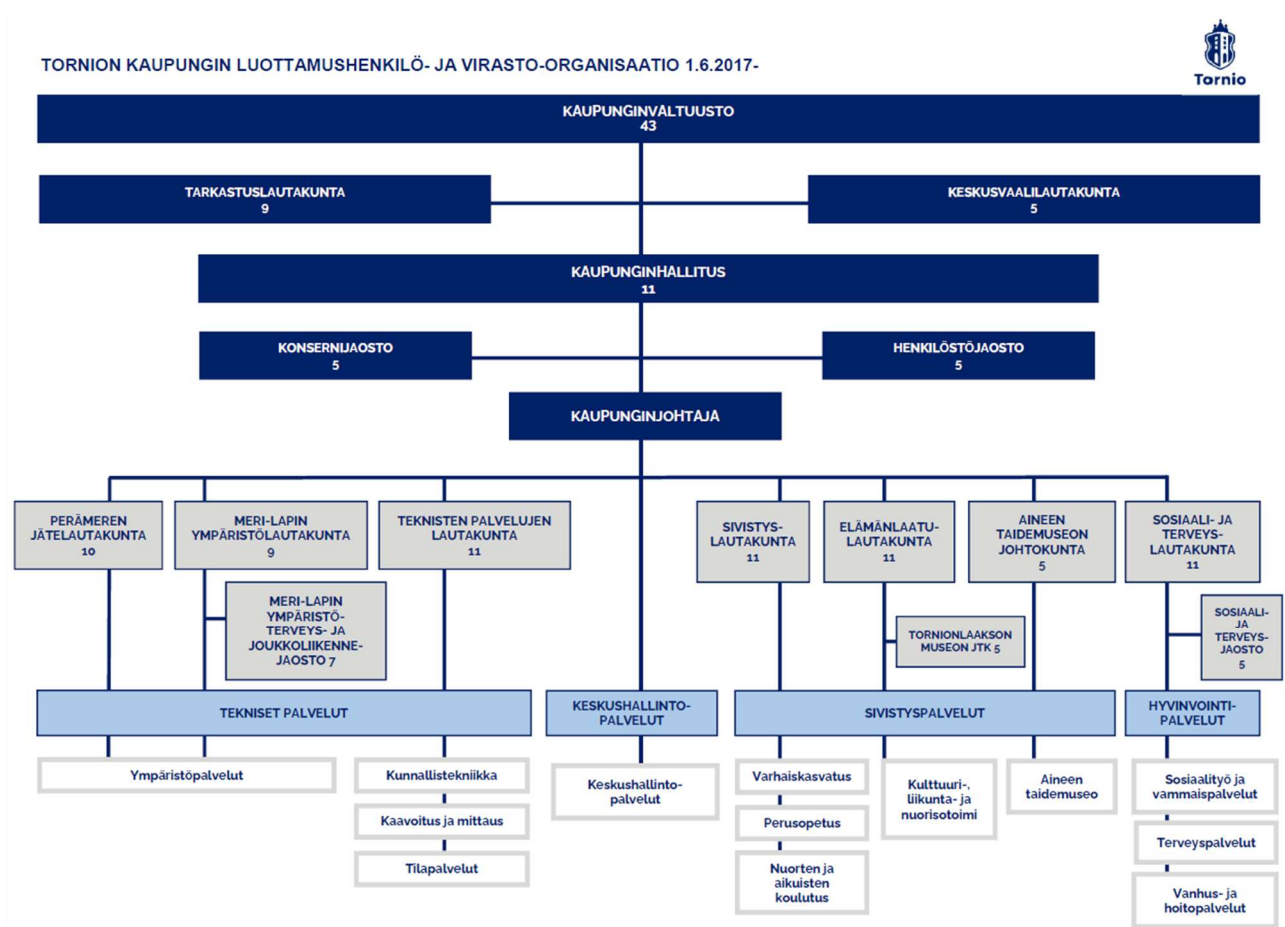 TORNION KAUPUNGIN LUOTTAMUSHENKILÖ- JA VIRASTO-ORGANISAATIO 1.6.2017-
Tornio
KAUPUNGINVALTUUSTO
43
TARKASTUSLAUTAKUNTA
9
KESKUSVAALILAUTAKUNTA
5
KAUPUNGINHALLITUS
11
KONSERNIJAOSTO
5
HENKILÖSTÖJAOSTO
5
KAUPUNGINJOHTAJA
PERÄMEREN
JÄTELAUTAKUNTA
10
MERI-LAPIN
YMPÄRISTÖLAUTAKUNTA
9
TEKNISTEN PALVELUJEN
LAUTAKUNTA
11
SIVISTYS-
LAUTAKUNTA
11
ELÄMÄNLAATU-
LAUTAKUNTA
11
AINEEN
TAIDEMUSEON
JOHTOKUNTA
5
SOSIAALI- JA
TERVEYS-
LAUTAKUNTA
11
MERI-LAPIN
YMPÄRISTÖ-
TERVEYS- JA
JOUKKOLIIKENNE-
JAOSTO 7
TORNIONLAAKSON
MUSEON JTK 5
SOSIAALI-
JA
TERVEYS-
JAOSTO
5
TEKNISET PALVELUT
KESKUSHALLINTO-
PALVELUT
SIVISTYSPALVELUT
HYVINVOINTI-
PALVELUT
Ympäristöpalvelut
Kunnallistekniikka
Kaavoitus ja mittaus
Tilapalvelut
Keskushallinto-
palvelut
Varhaiskasvatus
Perusopetus
Nuorten ja
aikuisten
koulutus
Kulttuuri-,
liikunta- ja
nuorisotoimi
Aineen
taidemuseo
Sosiaalityö ja
vammaispalvelut
Terveyspalvelut
Vanhus- ja
hoitopalvelut